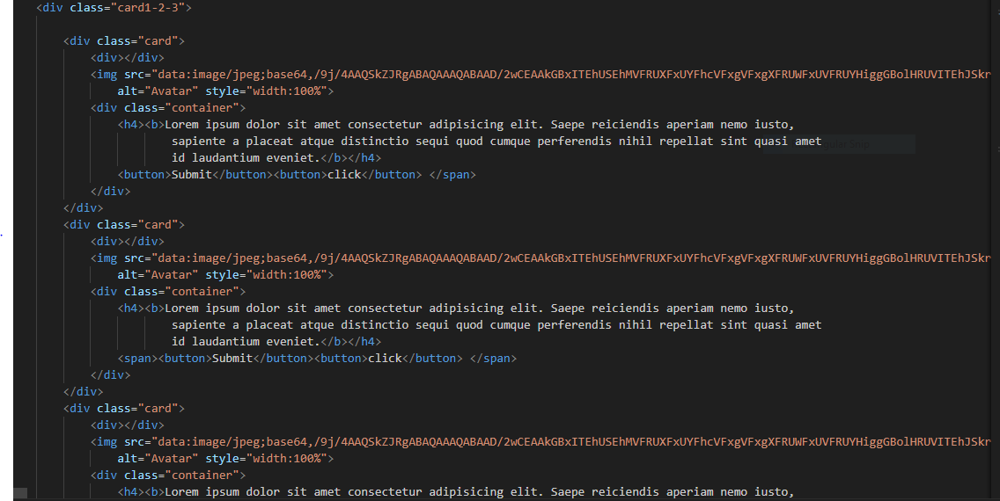 <div class="card1-2-3">
<div class="card">
<div></div>
<img src="data:image/jpeg;base64,/9j/4AAQSkZJRgABAQAAAQABAAD/2wCEAAkGBxITEhUSEhMVFRUXFxUYFhcVFxgVFxgXFRUWFxUVFRUYHiggGBolHRUVITEhJSkr
alt="Avatar" style="width:100%">
<div class="container">
<h4><b>Lorem ipsum dolor sit amet consectetur adipisicing elit. Saepe reiciendis aperiam nemo iusto,
sapiente a placeat atque distinctio sequi quod cumque perferendis nihil repellat sint quasi amet
id laudantium eveniet.</b></h4>
<button>Submit</button><button>click</button> </span>
</div>
</div>
<div class="card">
<div></div>
<img src="data:image/jpeg;base64,/9j/4AAQSkZJRgABAQAAAQABAAD/2wCEAAkGBxITEhUSEhMVFRUXFxUYFhcVFxgVFxgXFRUWFxUVFRUYHiggGBolHRUVITEhJSkr
alt="Avatar" style="width:100%">
<div class="container">
<h4><b>Lorem ipsum dolor sit amet consectetur adipisicing elit. Saepe reiciendis aperiam nemo iusto,
sapiente a placeat atque distinctio sequi quod cumque perferendis nihil repellat sint quasi amet
id laudantium eveniet.</b></h4>
<span><button>Submit</button><button>click</button> </span>
</div>
</div>
<div class="card">
<div></div>
<img src="data:image/jpeg;base64,/9j/4AAQSkZJRgABAQAAAQABAAD/2wCEAAkGBxITEhUSEhMVFRUXFxUYFhcVFxgVFxgXFRUWFxUVFRUYHiggGBolHRUVITEhJSkr
alt="Avatar" style="width:100%">
<div class="container">
<h4><b>Lorem ipsum dolor sit amet consectetur adipisicing elit. Saepe reiciendis aperiam nemo iusto,